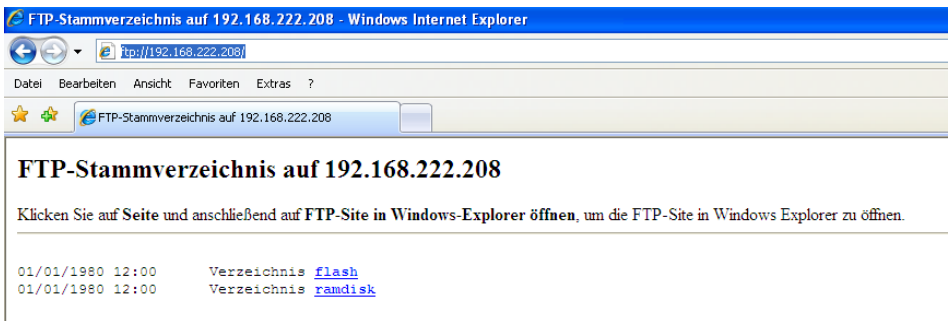 FTP-Stammverzeichnis auf 192.168.222.208 - Windows Internet Explorer
ftp://192.168.222.208/
Datei Bearbeiten Ansicht Favoriten Extras ?
FTP-Stammverzeichnis auf 192.168.222.208
FTP-Stammverzeichnis auf 192.168.222.208
Klicken Sie auf Seite und anschließend auf FTP-Site in Windows-Explorer öffnen, um die FTP-Site in Windows Explorer zu öffnen.
01/01/1980 12:00 Verzeichnis flash
01/01/1980 12:00 Verzeichnis ramdisk